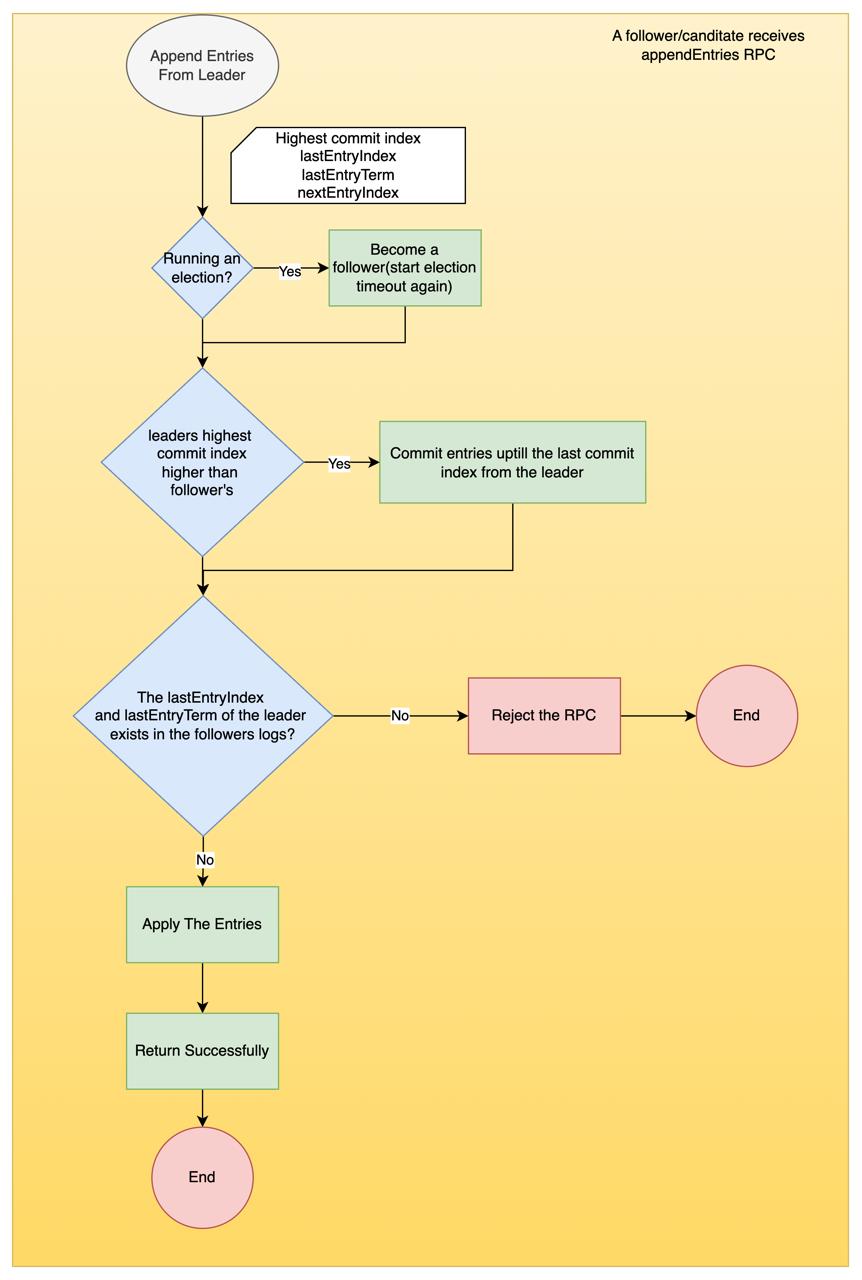 A follower/canditate receives
appendEntries RPC
Append Entries
From Leader
Highest commit index
lastEntryIndex
lastEntryTerm
nextEntryIndex
Running an
election?
Yes
Become a
follower(start election
timeout again)
leaders highest
commit index
higher than
follower's
Yes
Commit entries uptill the last commit
index from the leader
The lastEntryIndex
and lastEntryTerm of the leader
exists in the followers logs?
No
Reject the RPC
End
No
Apply The Entries
Return Successfully
End